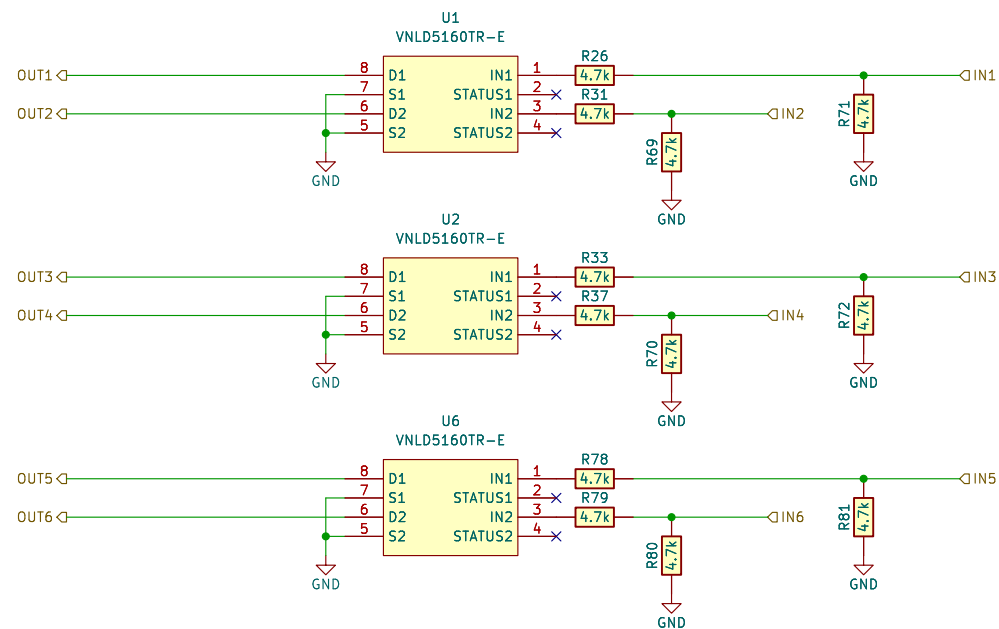 U1
VNLD5160TR-E
R26
OUT1 8 D1 IN1 1 4.7k IN1
7 S1 STATUS1 2 R31
OUT2 6 D2 IN2 3 4.7k IN2 R71 4.7k
5 S2 STATUS2 4
R69 4.7k
GND GND
GND
U2
VNLD5160TR-E
R33
OUT3 8 D1 IN1 1 4.7k IN3
7 S1 STATUS1 2 R37
OUT4 6 D2 IN2 3 4.7k IN4 R72 4.7k
5 S2 STATUS2 4
R70 4.7k
GND GND
GND
U6
VNLD5160TR-E
R78
OUT5 8 D1 IN1 1 4.7k IN5
7 S1 STATUS1 2 R79
OUT6 6 D2 IN2 3 4.7k IN6 R81 4.7k
5 S2 STATUS2 4
R80 4.7k
GND GND
GND